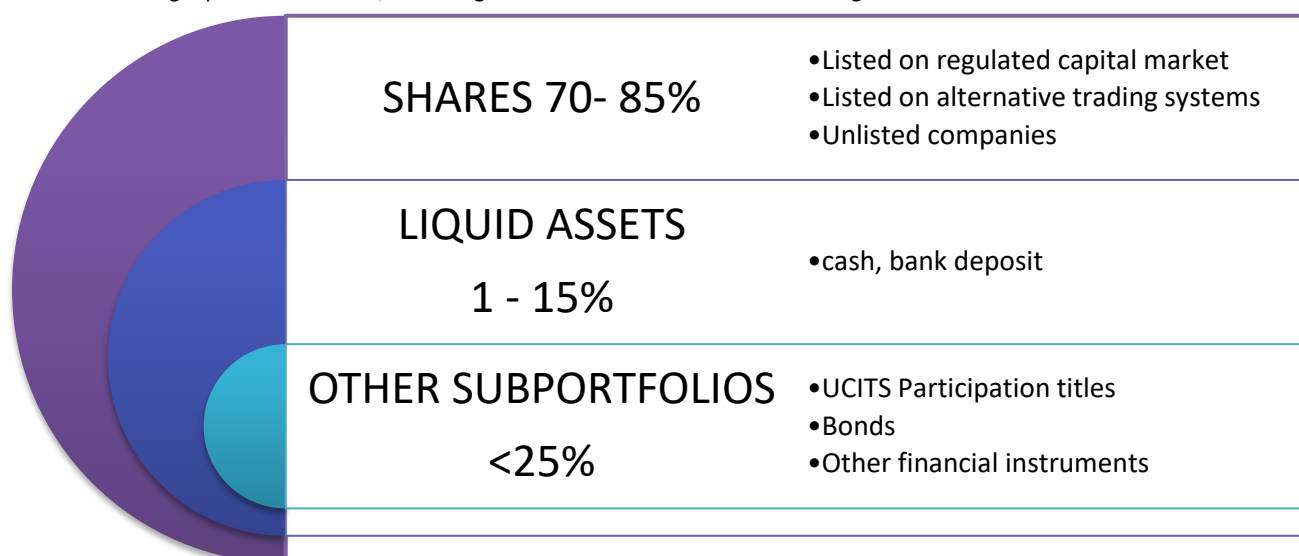 SHARES 70- 85%
•Listed on regulated capital market
•Listed on alternative trading systems
•Unlisted companies
LIQUID ASSETS
1 - 15%
•cash, bank deposit
OTHER SUBPORTFOLIOS
<25%
•UCITS Participation titles
•Bonds
•Other financial instruments